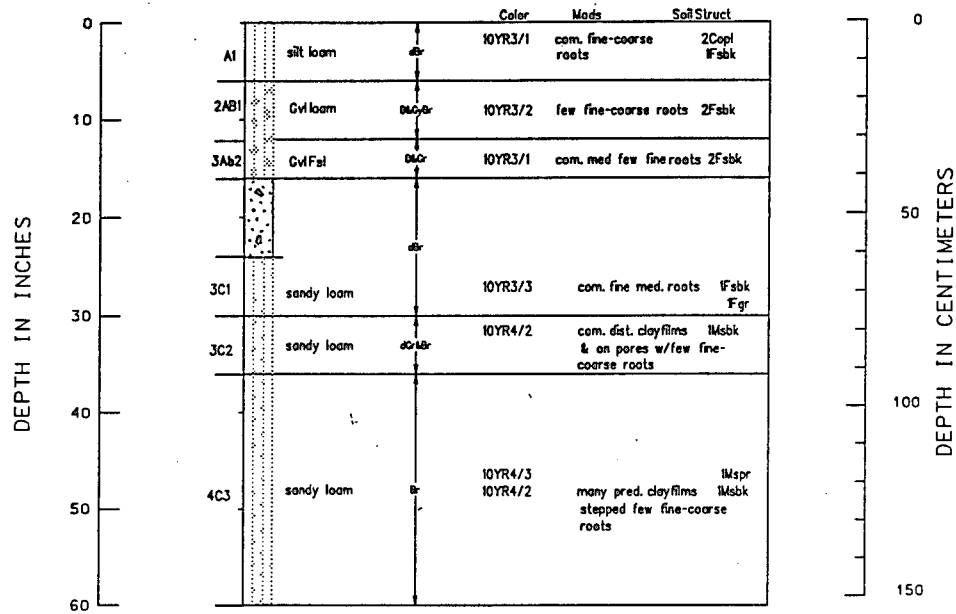 Color Mods Soil Struct
0 0
A1 silt loam dBr 10YR3/1 com. fine-coarse 2Copl
roots 1Fsbk
2AB1 Gvl loam 10YR3/2 few fine-coarse roots 2Fsbk
10
3Ab2 Gvl Fsl 10YR3/1 com. med few fine roots 2Fsbk
20 50
dBr
3C1 sandy loam 10YR3/3 com. fine med. roots 1Fsbk
1Fgr
30
3C2 sandy loam dGr&Br 10YR4/2 com. dist. clayfilms 1Msbk
& on pores w/few fine-
coarse roots
40 100
10YR4/3 1Mspr
4C3 sandy loam Br 10YR4/2 many pred. clayfilms 1Msbk
50 stepped few fine-coarse
roots
60 150
DEPTH IN INCHES
DEPTH IN CENTIMETERS